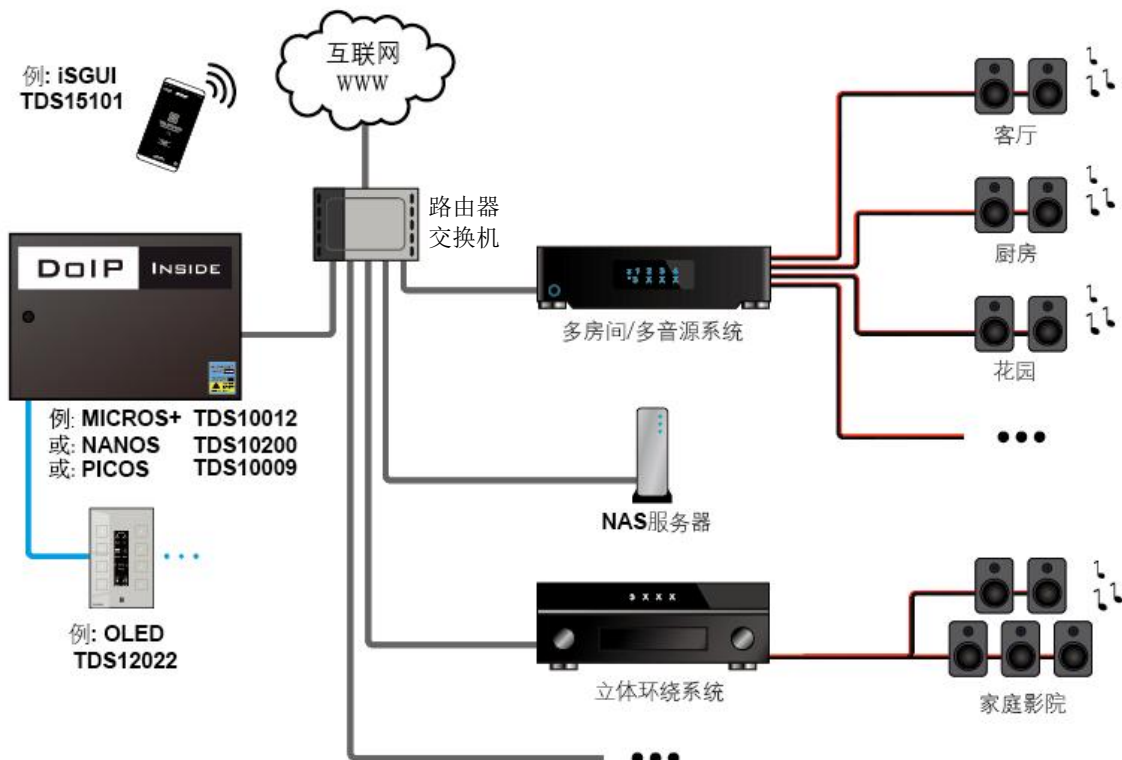 互联网
WWW
例: iSGUI
TDS15101
路由器
交换机
DoIP INSIDE
例: MICROS+ TDS10012
或: NANOS TDS10200
或: PICOS TDS10009
例: OLED
TDS12022
多房间/多音源系统
客厅
厨房
花园
NAS服务器
立体环绕系统
家庭影院